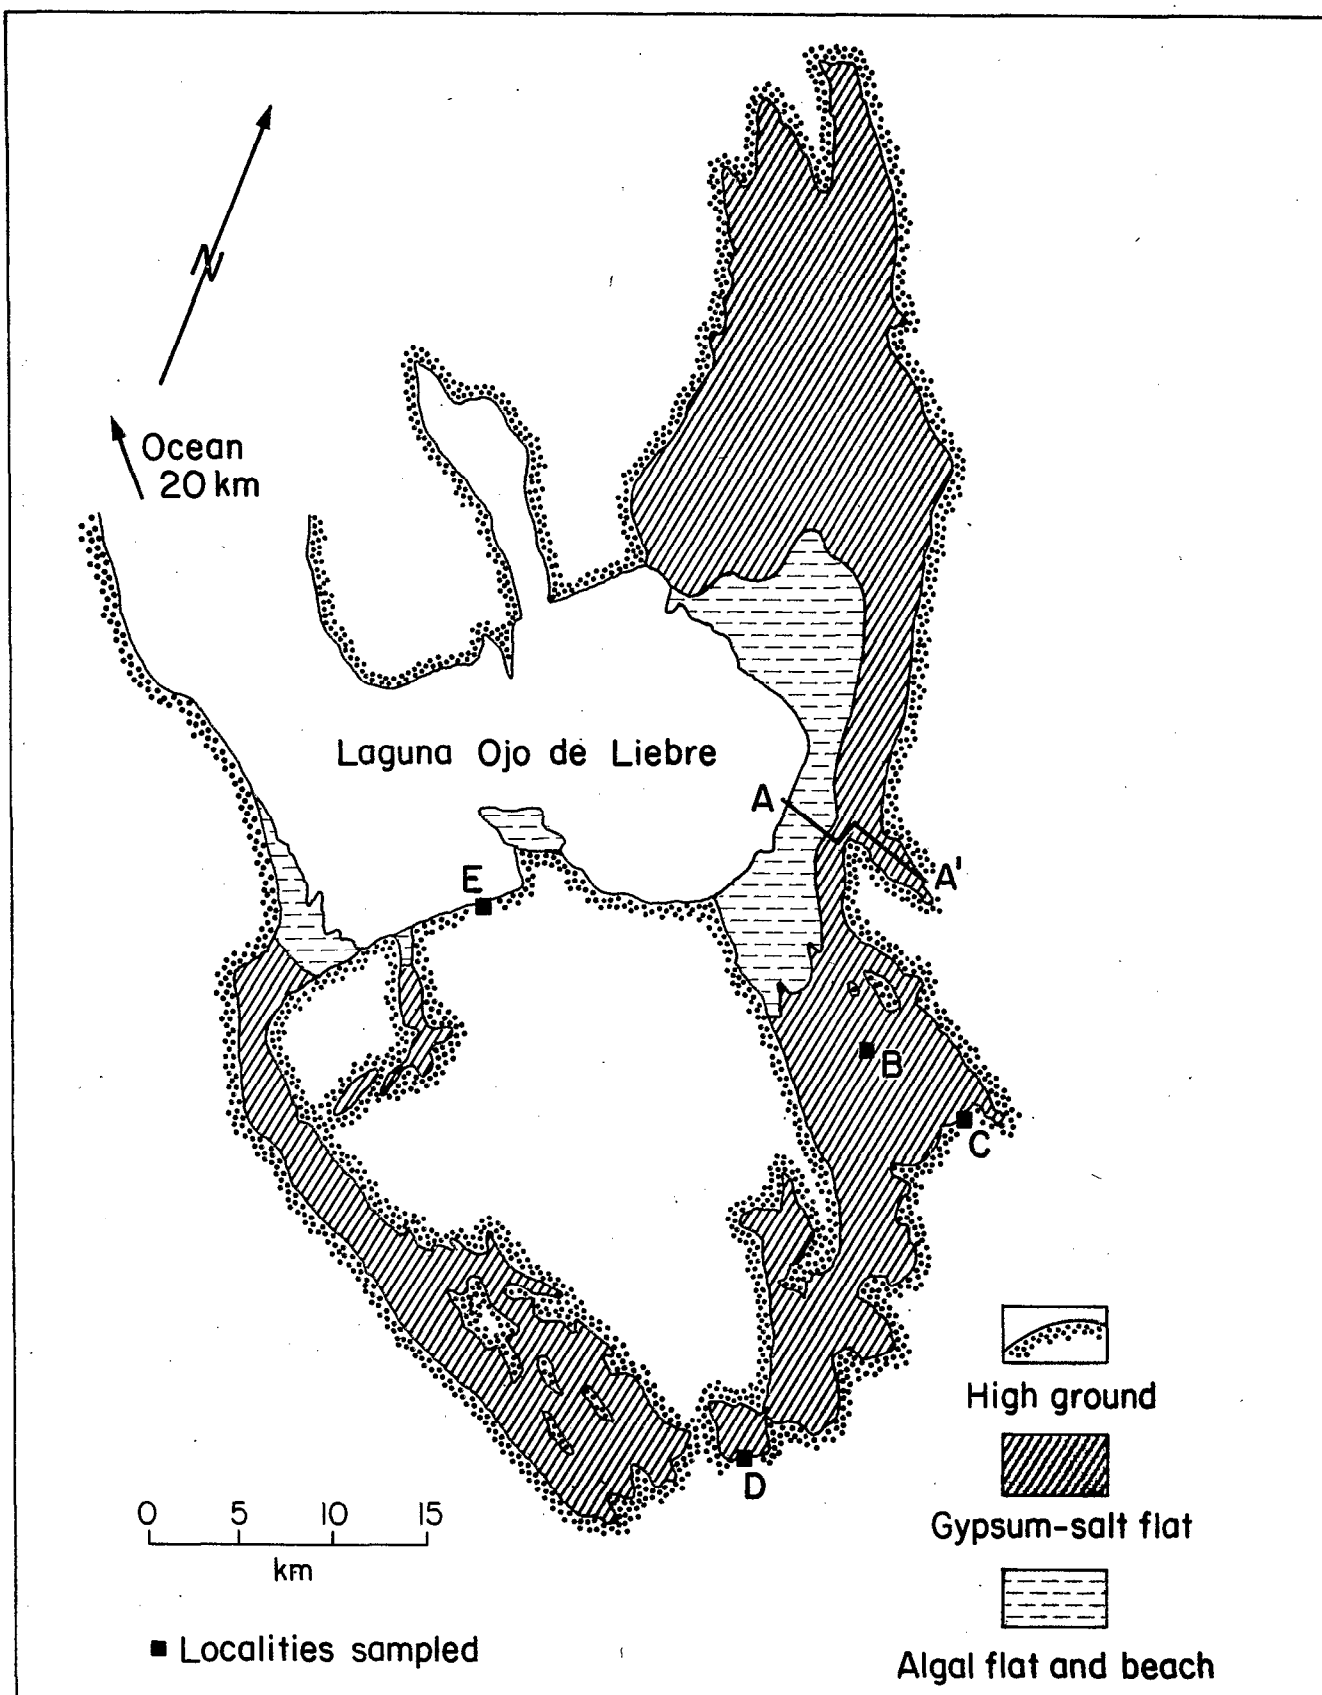 N
Ocean
20 km
Laguna Ojo de Liebre
A
A'
E
B
C
D
High ground
Gypsum-salt flat
Algal flat and beach
0 5 10 15
km
■ Localities sampled